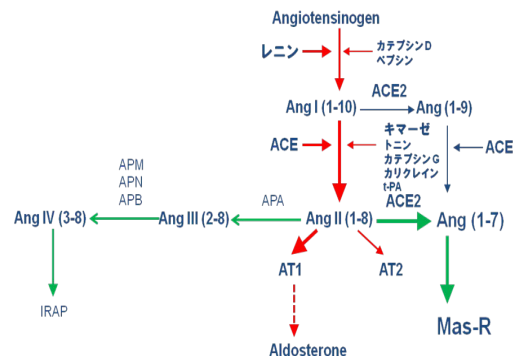 Angiotensinogen
レニン
カテプシンD
ペプシン
Ang I (1-10)
ACE2
Ang (1-9)
ACE
キマーゼ
トニン
カテプシンG
カリクレイン
t-PA
ACE
APM
APN
APB
Ang IV (3-8)
Ang III (2-8)
APA
Ang II (1-8)
ACE2
Ang (1-7)
AT1
AT2
IRAP
Mas-R
Aldosterone